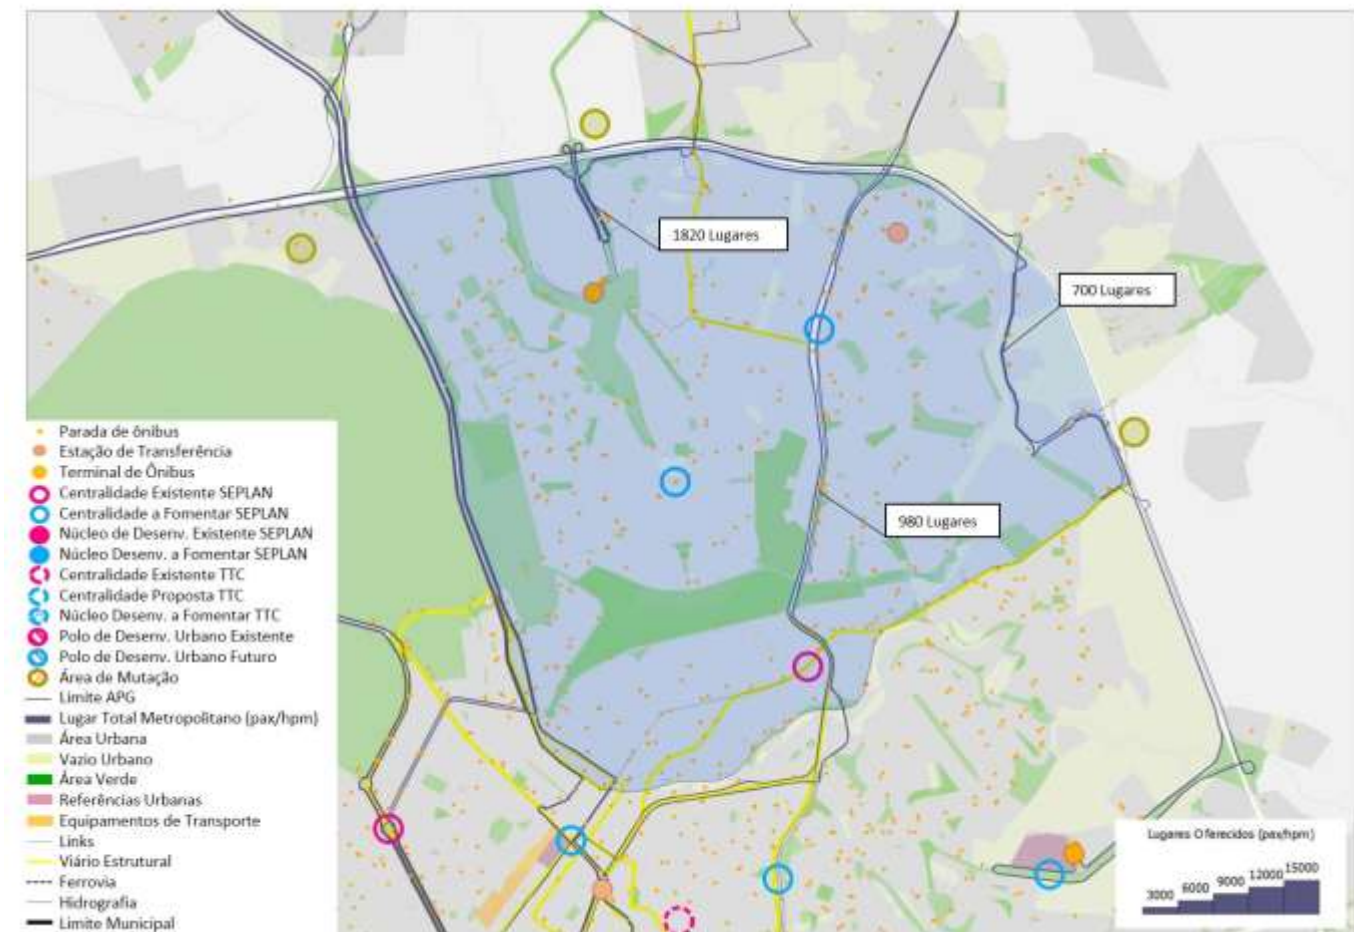 1820 Lugares
700 Lugares
980 Lugares
Parada de ônibus
Estação de Transferência
Terminal de Ônibus
Centralidade Existente SEPLAN
Centralidade a Fomentar SEPLAN
Núcleo de Desenv. Existente SEPLAN
Núcleo Desenv. a Fomentar SEPLAN
Centralidade Existente TTC
Centralidade Proposta TTC
Núcleo Desenv. a Fomentar TTC
Polo de Desenv. Urbano Existente
Polo de Desenv. Urbano Futuro
Área de Mutação
Limite APG
Lugar Total Metropolitano (pax/hpm)
Área Urbana
Vazio Urbano
Área Verde
Referências Urbanas
Equipamentos de Transporte
Links
Viário Estrutural
Ferrovia
Hidrografia
Limite Municipal
Lugares Oferecidos (pax/hpm)
3000 6000 9000 12000 15000